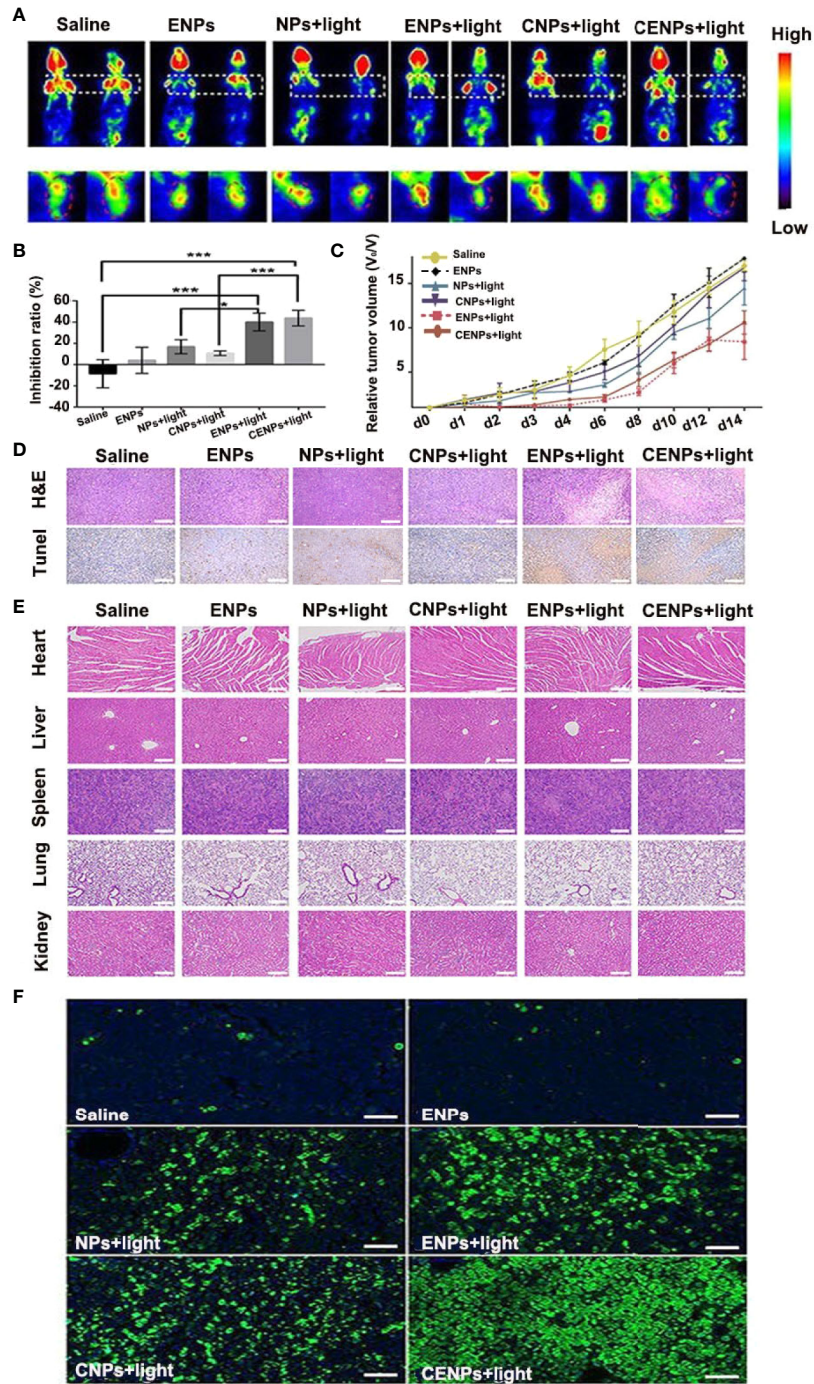 A
Saline ENPs NPs+light ENPs+light CNPs+light CENPs+light
High
Low
B
Inhibition ratio (%)
60
40
20
0
-20
-40
*** *** * ***
Saline ENPs NPs+light CNPs+light ENPs+light CENPs+light
C
Relative tumor volume (V₀/V)
15
10
5
Saline
ENPs
NPs+light
CNPs+light
ENPs+light
CENPs+light
d0 d1 d2 d3 d4 d6 d8 d10 d12 d14
D
Saline ENPs NPs+light CNPs+light ENPs+light CENPs+light
H&E
Tunel
E
Saline ENPs NPs+light CNPs+light ENPs+light CENPs+light
Heart
Liver
Spleen
Lung
Kidney
F
Saline ENPs
NPs+light ENPs+light
CNPs+light CENPs+light